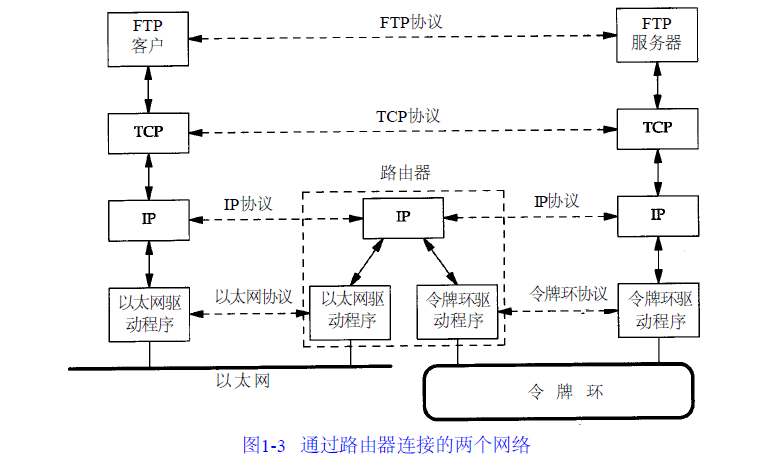 FTP协议
FTP
客户
FTP
服务器
TCP
TCP协议
TCP
路由器
IP
IP协议
IP
IP协议
IP
以太网驱
动程序
以太网协议
以太网驱
动程序
令牌环驱
动程序
令牌环协议
令牌环驱
动程序
以太网
令牌环
图1-3 通过路由器连接的两个网络